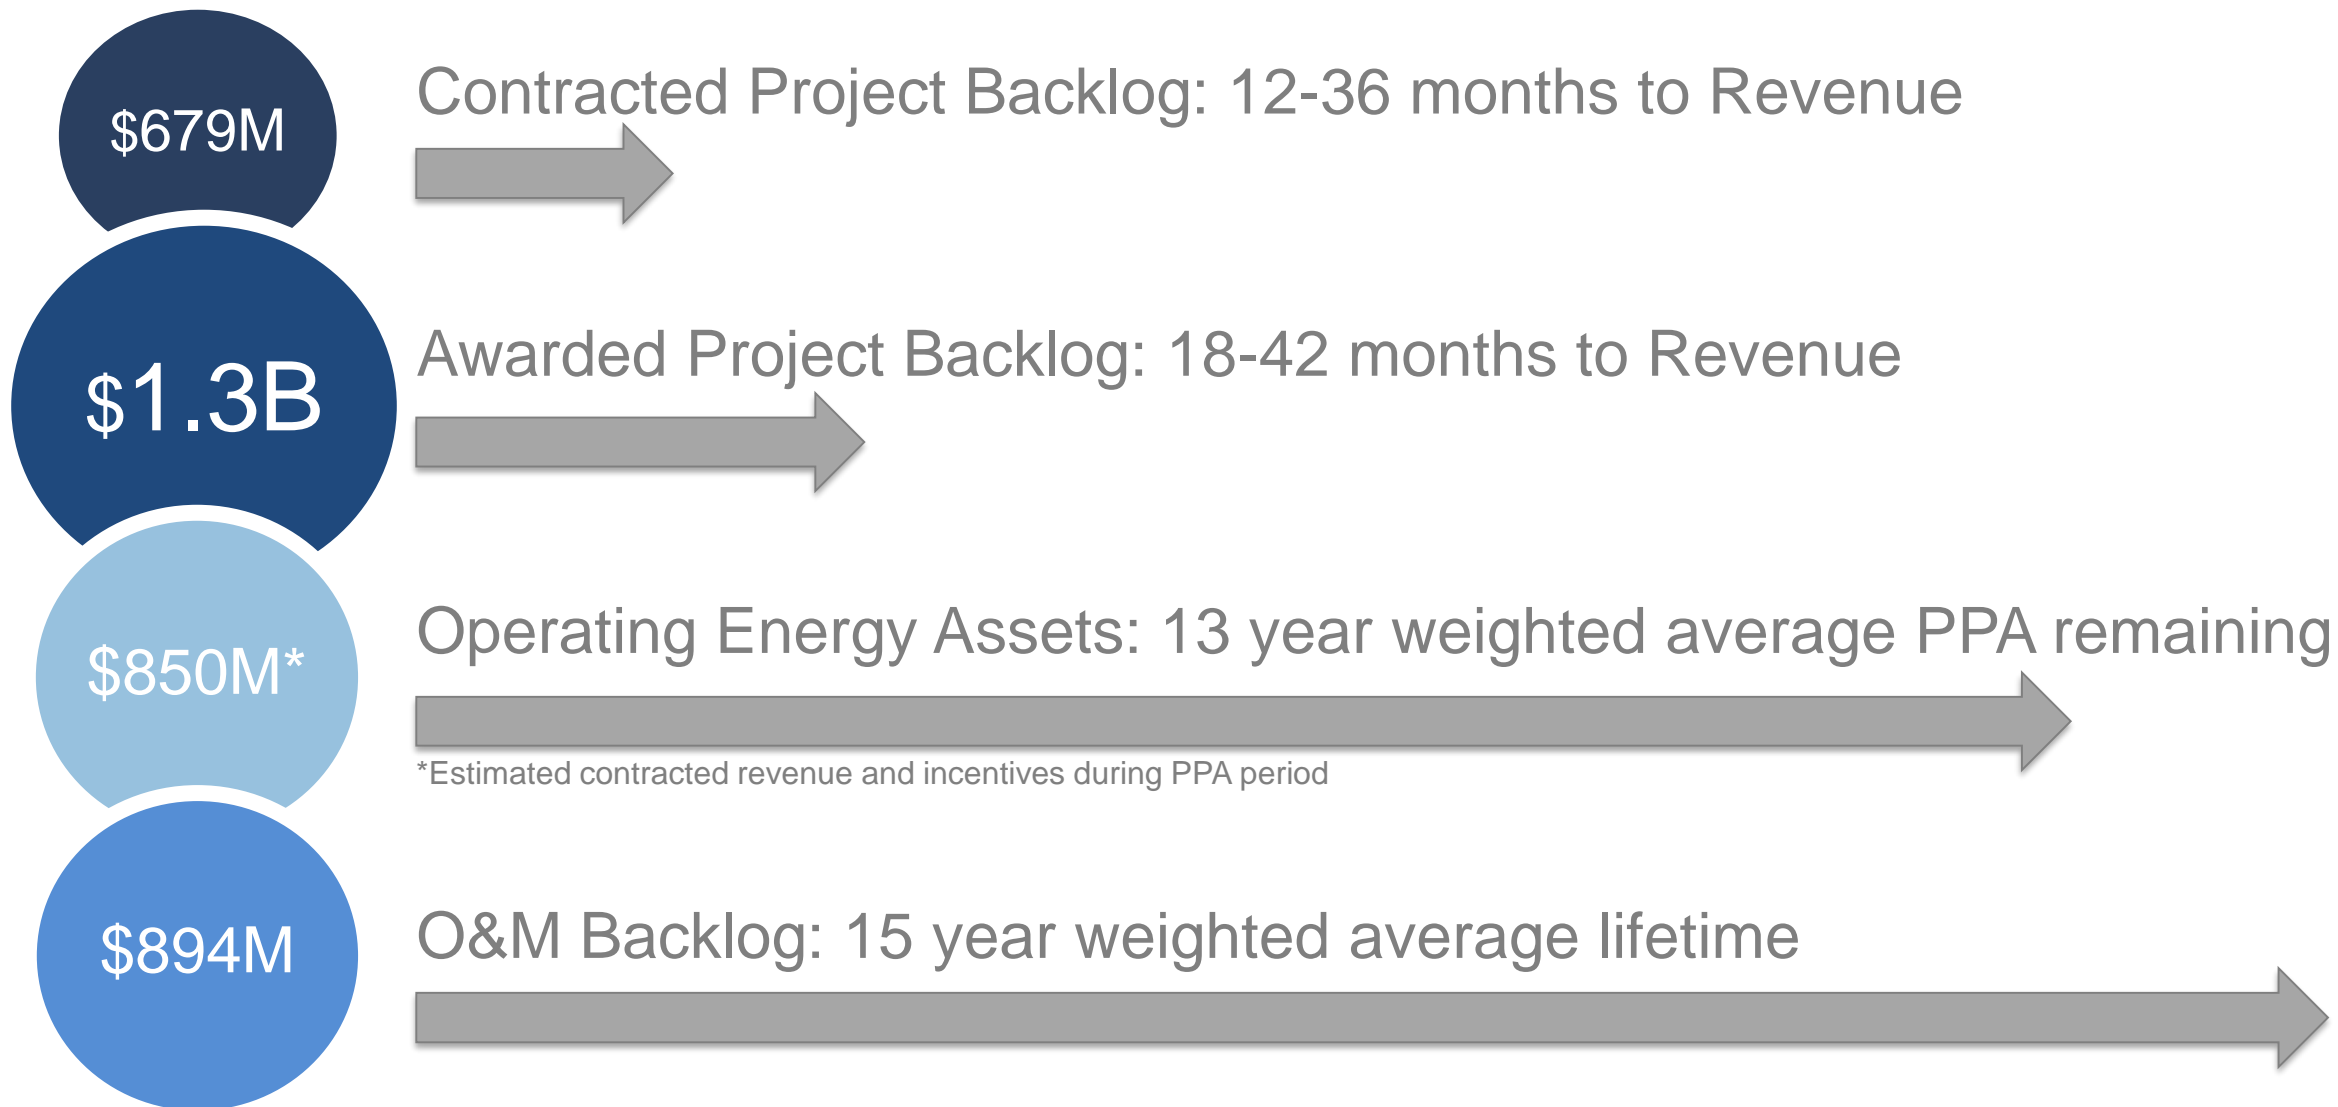 $679M
Contracted Project Backlog: 12-36 months to Revenue
$1.3B
Awarded Project Backlog: 18-42 months to Revenue
$850M*
Operating Energy Assets: 13 year weighted average PPA remaining
*Estimated contracted revenue and incentives during PPA period
$894M
O&M Backlog: 15 year weighted average lifetime